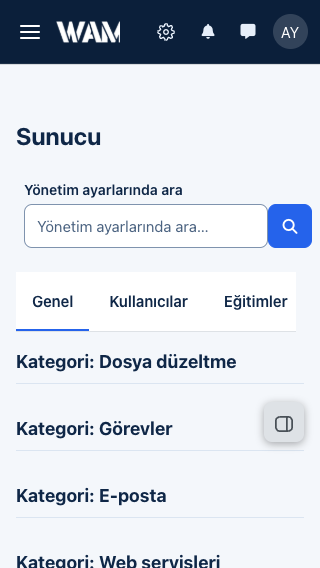 WAM
AY
Sunucu
Yönetim ayarlarında ara
Yönetim ayarlarında ara...
Genel Kullanıcılar Eğitimler
Kategori: Dosya düzeltme
Kategori: Görevler
Kategori: E-posta
Kategori: Web servisleri